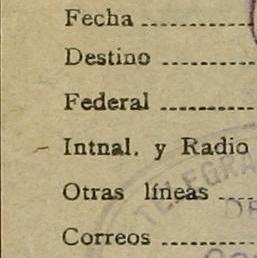 Fecha
Destino
Federal
Intnal. y Radio
Otras líneas
Correos